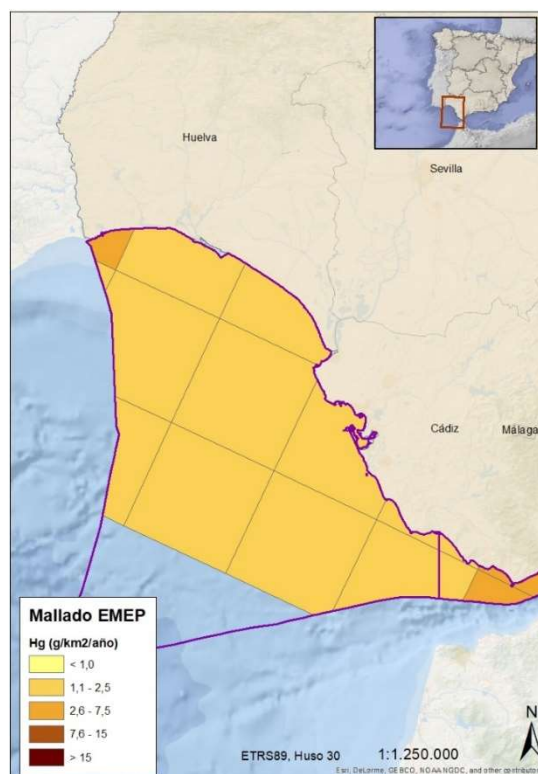 Huelva
Sevilla
Cádiz
Málaga
Mallado EMEP
Hg (g/km2/año)
< 1,0
1,1 - 2,5
2,6 - 7,5
7,6 - 15
> 15
N
ETRS89, Huso 30 1:1.250.000
Esri, DeLorme, GEBCO, NOAA NGDC, and other contributors